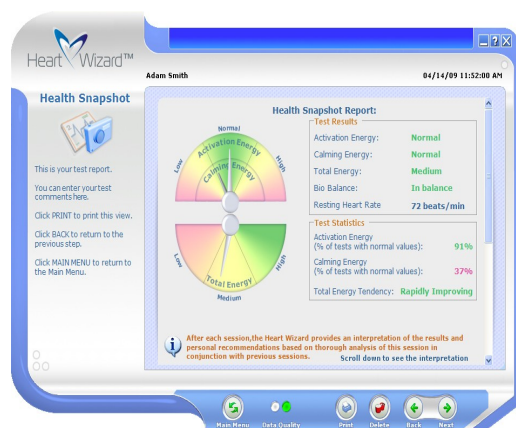 Heart Wizard™
Adam Smith
04/14/09 11:52:00 AM
Health Snapshot
This is your test report.
You can enter your test
comments here.
Click PRINT to print this view.
Click BACK to return to the
previous step.
Click MAIN MENU to return to
the Main Menu.
Health Snapshot Report:
Normal
Low
High
Activation Energy
Calming Energy
Low
High
Total Energy
Medium
Test Results
Activation Energy: Normal
Calming Energy: Normal
Total Energy: Medium
Bio Balance: In balance
Resting Heart Rate 72 beats/min
Test Statistics
Activation Energy
(% of tests with normal values): 91%
Calming Energy
(% of tests with normal values): 37%
Total Energy Tendency: Rapidly Improving
After each session,the Heart Wizard provides an interpretation of the results and
personal recommendations based on thorough analysis of this session in
conjunction with previous sessions. Scroll down to see the interpretation
Main Menu Data Quality Print Delete Back Next